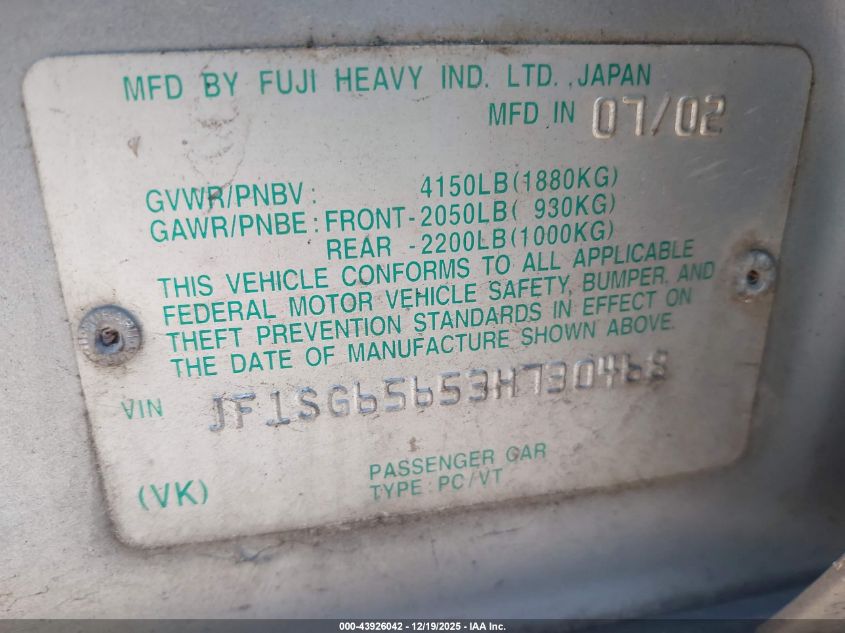 MFD BY FUJI HEAVY IND. LTD., JAPAN
MFD IN 07/02
GVWR/PNBV : 4150LB(1880KG)
GAWR/PNBE : FRONT-2050LB( 930KG)
REAR -2200LB(1000KG)
THIS VEHICLE CONFORMS TO ALL APPLICABLE
FEDERAL MOTOR VEHICLE SAFETY, BUMPER, AND
THEFT PREVENTION STANDARDS IN EFFECT ON
THE DATE OF MANUFACTURE SHOWN ABOVE.
VIN JF1SG65653H730463
PASSENGER CAR
(VK) TYPE : PC/VT
000-43926042 - 12/19/2025 - IAA Inc.